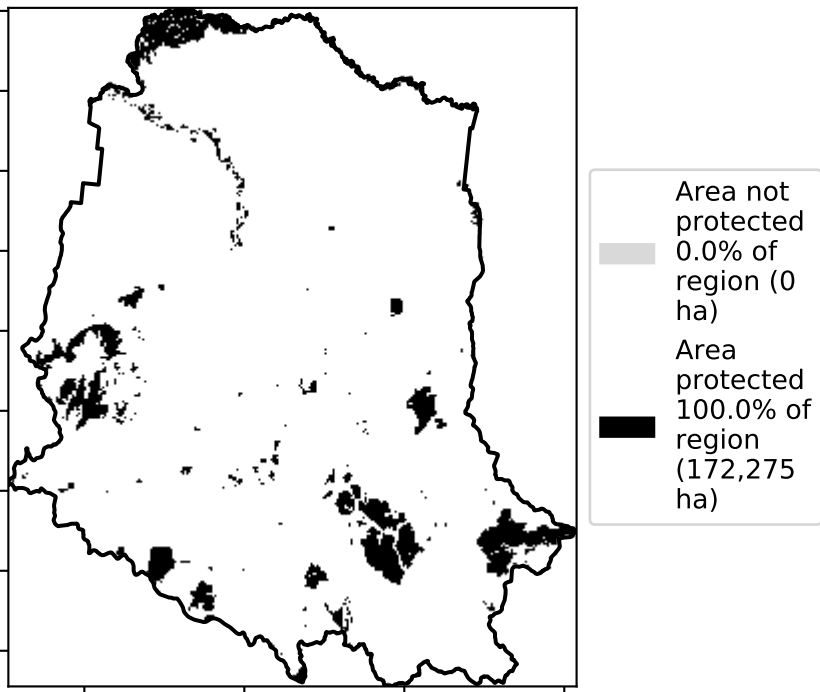 Area not
protected
0.0% of
region (0
ha)
Area
protected
100.0% of
region
(172,275
ha)